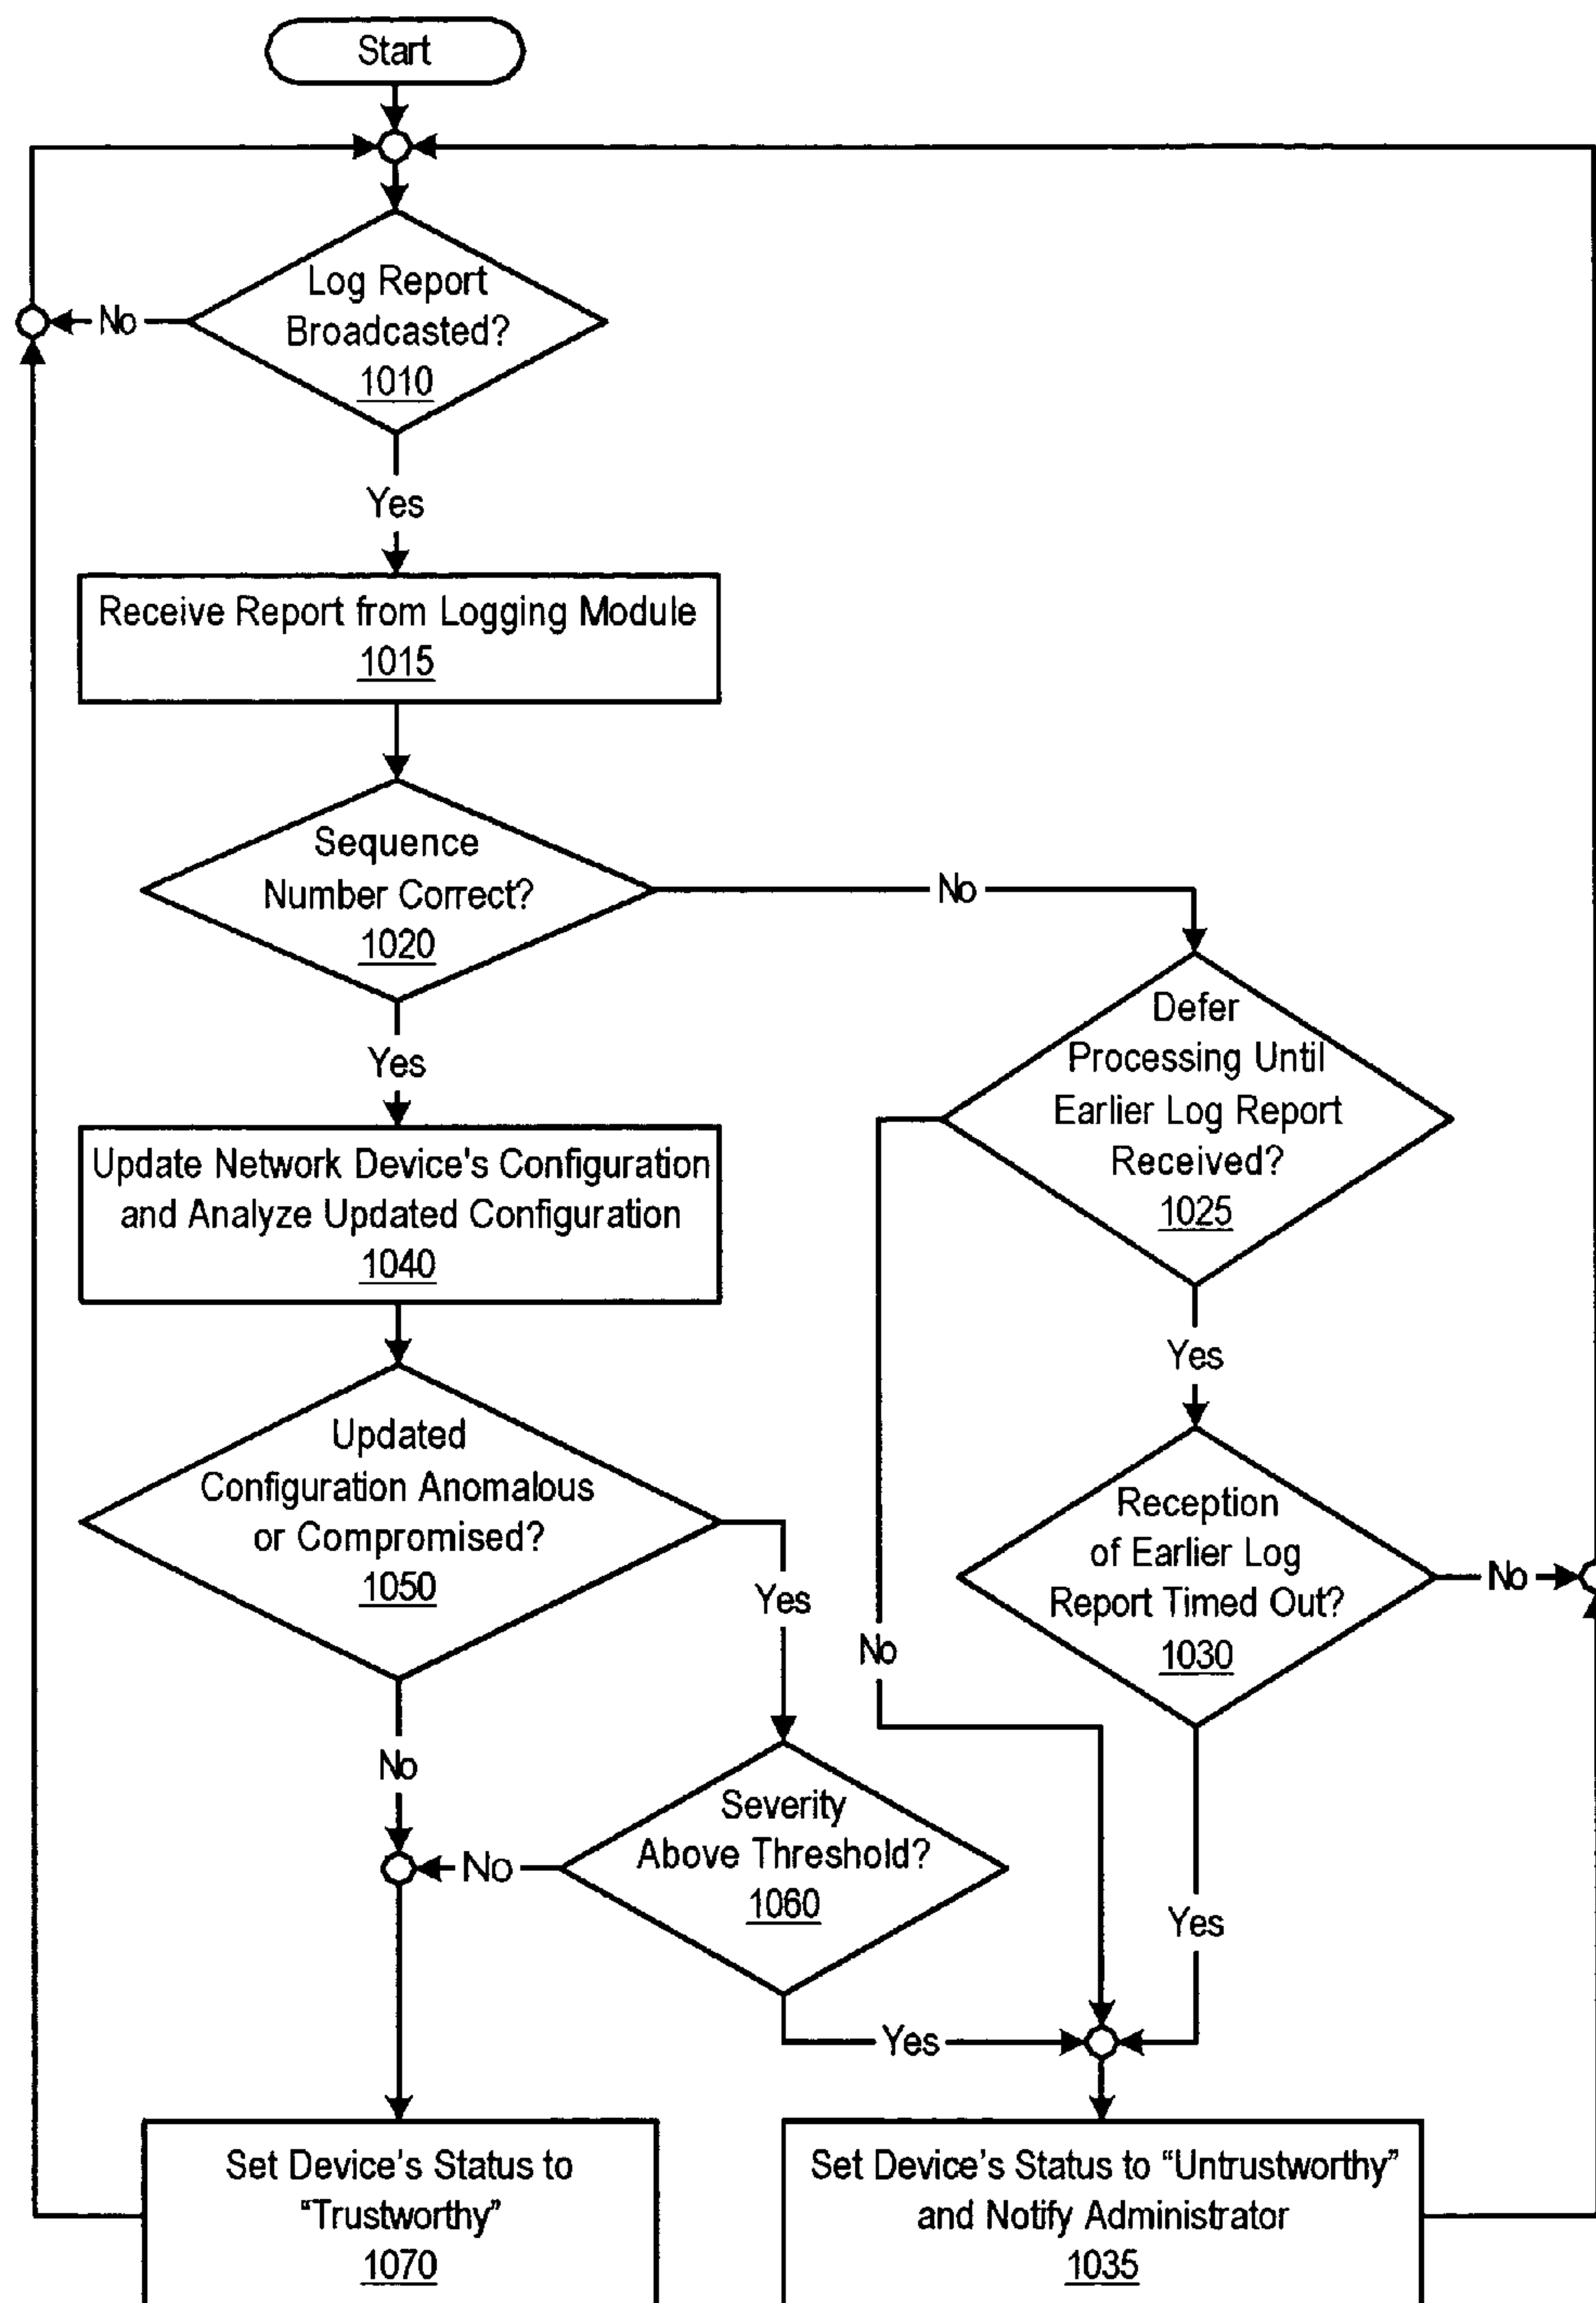 Start
Log Report
Broadcasted?
1010
No
Yes
Receive Report from Logging Module
1015
Sequence
Number Correct?
1020
No
Yes
Defer
Processing Until
Earlier Log Report
Received?
1025
Update Network Device's Configuration
and Analyze Updated Configuration
1040
Yes
No
Updated
Configuration Anomalous
or Compromised?
1050
Yes
Reception
of Earlier Log
Report Timed Out?
1030
No
No
Severity
Above Threshold?
1060
No
Yes
Yes
Set Device's Status to
"Trustworthy"
1070
Set Device's Status to “Untrustworthy”
and Notify Administrator
1035